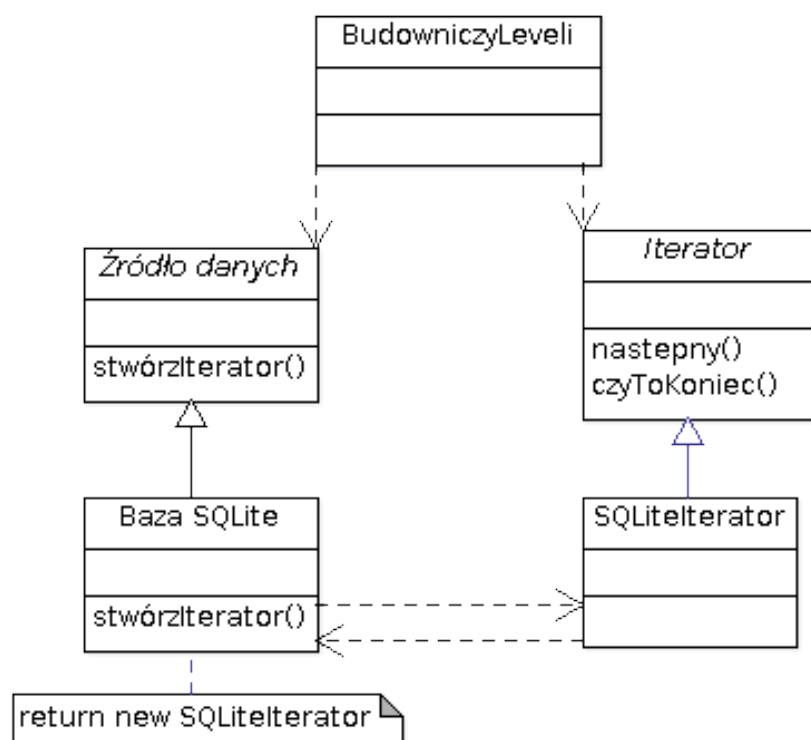 BudowniczyLeveli
Źródło danych
stwórzIterator()
Iterator
nastepny()
czyToKoniec()
Baza SQLite
stwórzIterator()
SQLiteIterator
return new SQLiteIterator